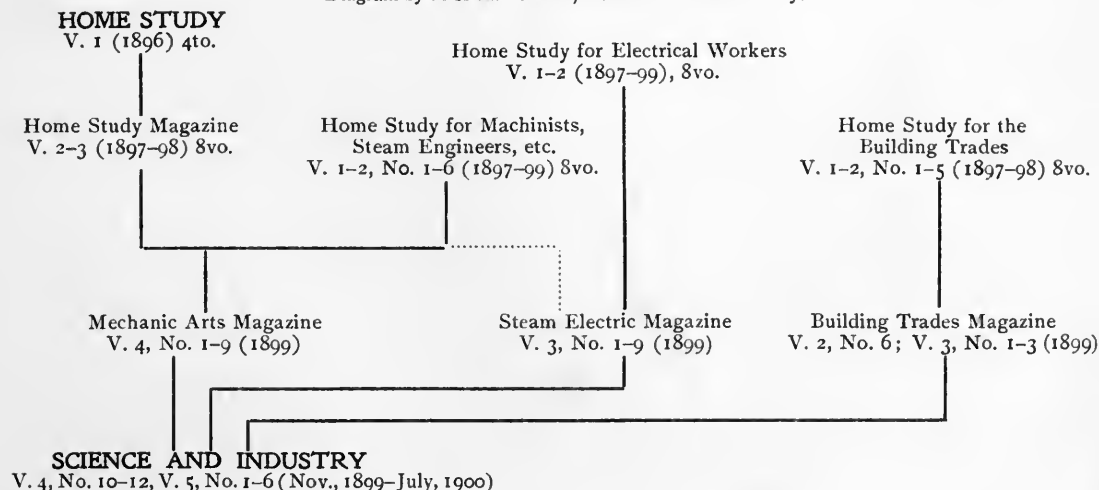 HOME STUDY
V. 1 (1896) 4to.
Home Study for Electrical Workers
V. 1–2 (1897–99), 8vo.
Home Study Magazine
V. 2–3 (1897–98) 8vo.
Home Study for Machinists,
Steam Engineers, etc.
V. 1–2, No. 1–6 (1897–99) 8vo.
Home Study for the
Building Trades
V. 1–2, No. 1–5 (1897–98) 8vo.
Mechanic Arts Magazine
V. 4, No. 1–9 (1899)
Steam Electric Magazine
V. 3, No. 1–9 (1899)
Building Trades Magazine
V. 2, No. 6; V. 3, No. 1–3 (1899)
SCIENCE AND INDUSTRY
V. 4, No. 10–12, V. 5, No. 1–6 (Nov., 1899–July, 1900)